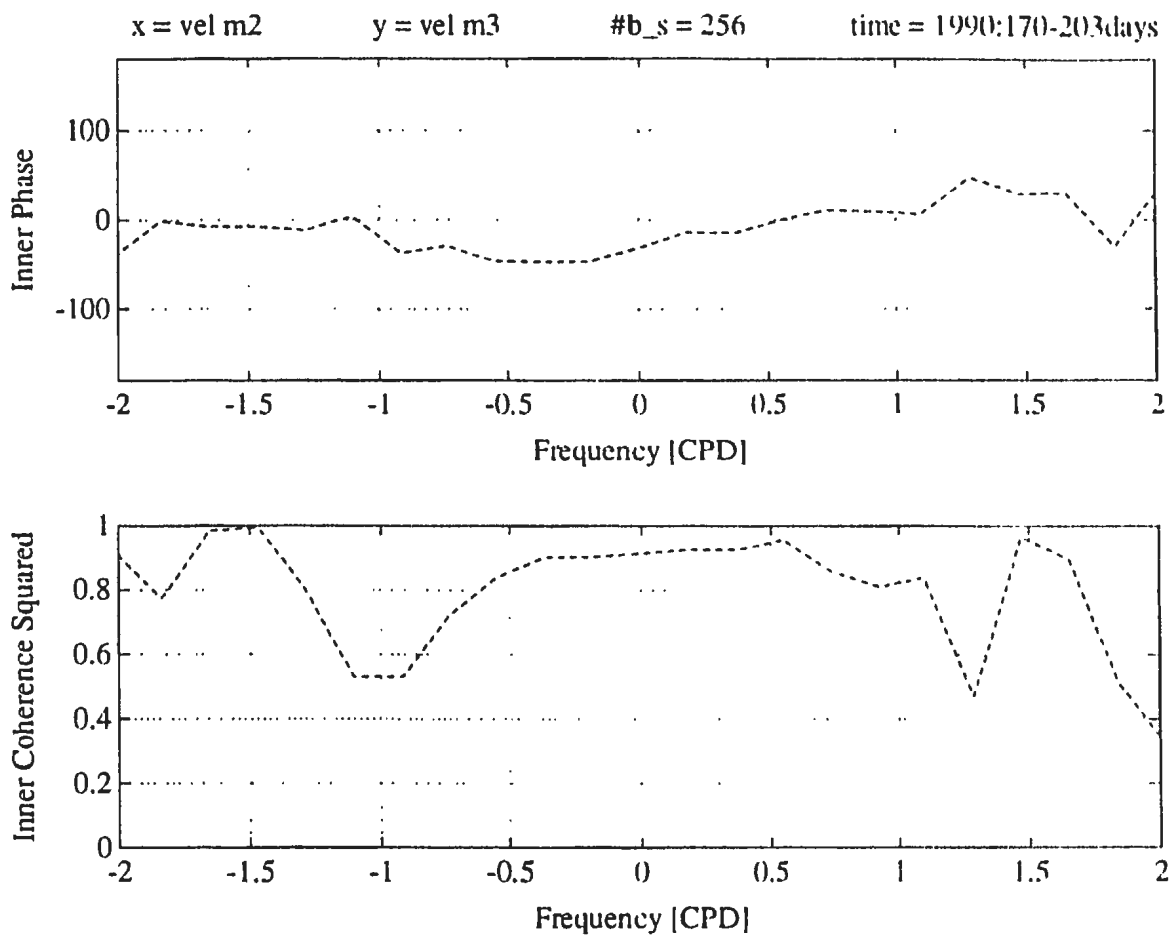 x = vel m2 y = vel m3 #b_s = 256 time = 1990:170-203days
100
0
-100
Inner Phase
-2 -1.5 -1 -0.5 0 0.5 1 1.5 2
Frequency [CPD]
1
0.8
0.6
0.4
0.2
0
Inner Coherence Squared
-2 -1.5 -1 -0.5 0 0.5 1 1.5 2
Frequency [CPD]